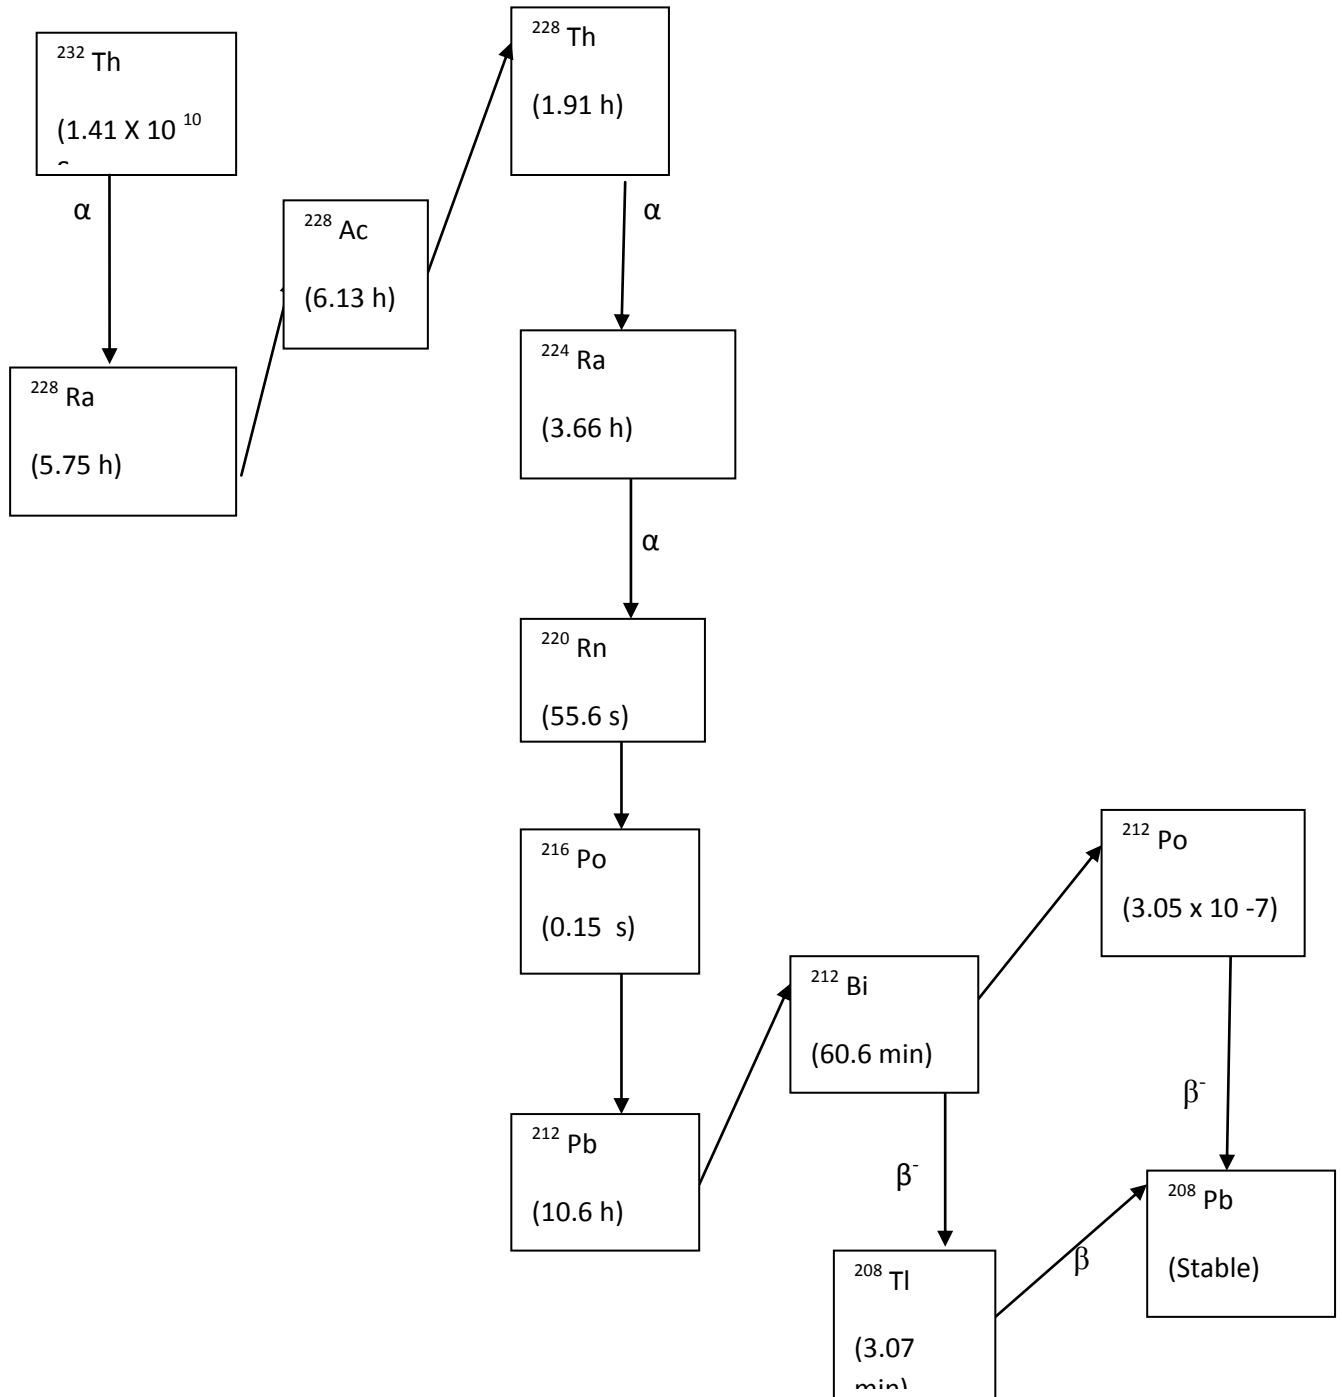 232 Th
(1.41 X 10 10
α
228 Ra
(5.75 h)
228 Ac
(6.13 h)
228 Th
(1.91 h)
α
224 Ra
(3.66 h)
α
220 Rn
(55.6 s)
216 Po
(0.15 s)
212 Pb
(10.6 h)
212 Bi
(60.6 min)
β-
208 Tl
(3.07
min)
β
212 Po
(3.05 x 10 -7)
β-
208 Pb
(Stable)